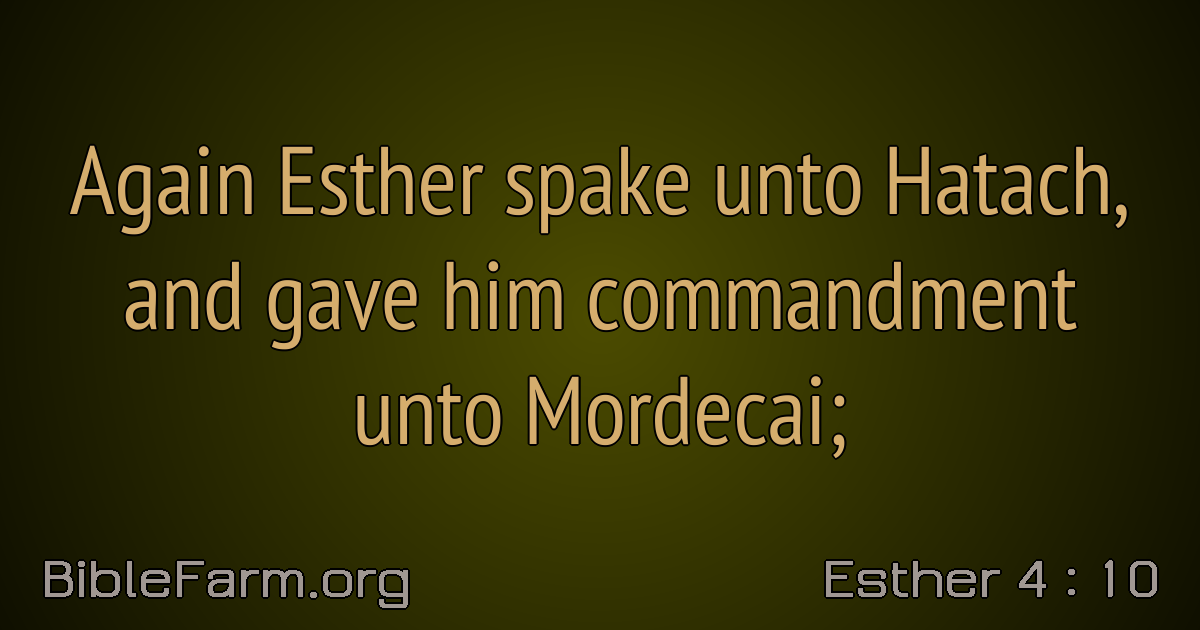 Again Esther spake unto Hatach,
and gave him commandment
unto Mordecai;
BibleFarm.org
Esther 4 : 10